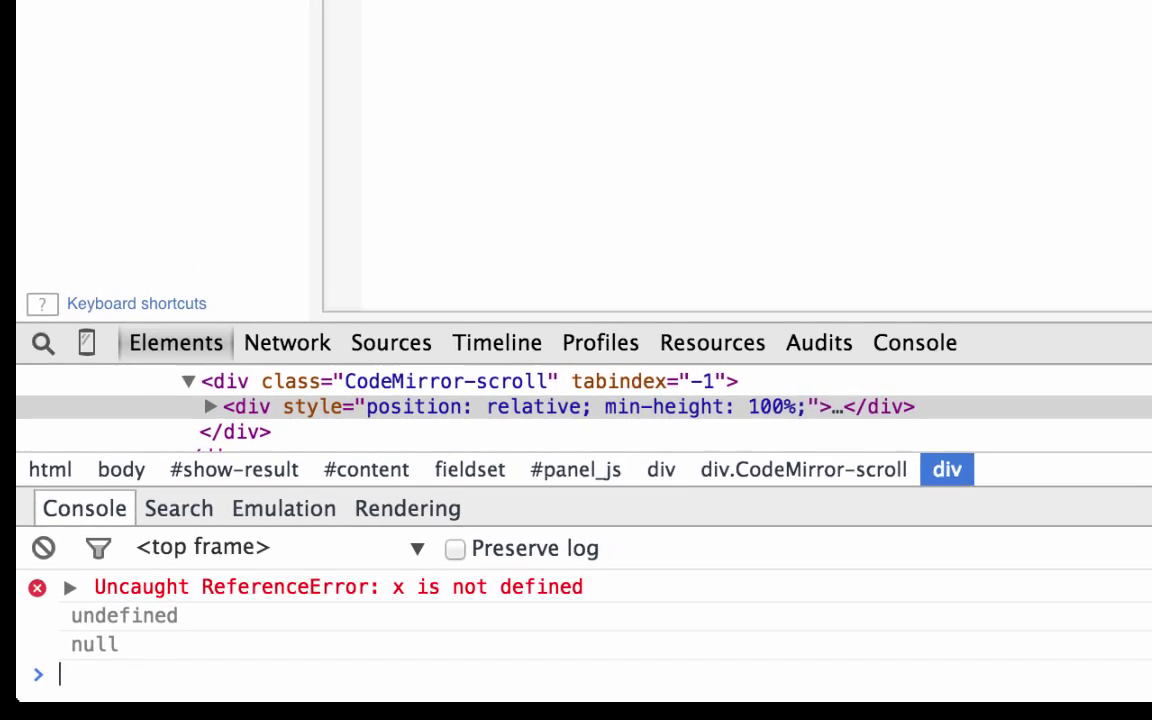 ? Keyboard shortcuts
Elements Network Sources Timeline Profiles Resources Audits Console
<div class="CodeMirror-scroll" tabindex="-1">
<div style="position: relative; min-height: 100%;">…</div>
</div>
html body #show-result #content fieldset #panel_js div div.CodeMirror-scroll div
Console Search Emulation Rendering
<top frame> Preserve log
Uncaught ReferenceError: x is not defined
undefined
null
>